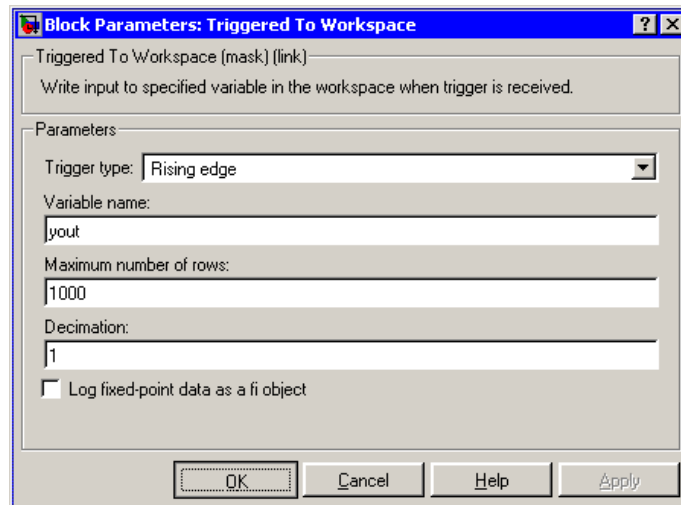 Block Parameters: Triggered To Workspace
Triggered To Workspace (mask) (link)
Write input to specified variable in the workspace when trigger is received.
Parameters
Trigger type: Rising edge
Variable name:
yout
Maximum number of rows:
1000
Decimation:
1
Log fixed-point data as a fi object
OK Cancel Help Apply